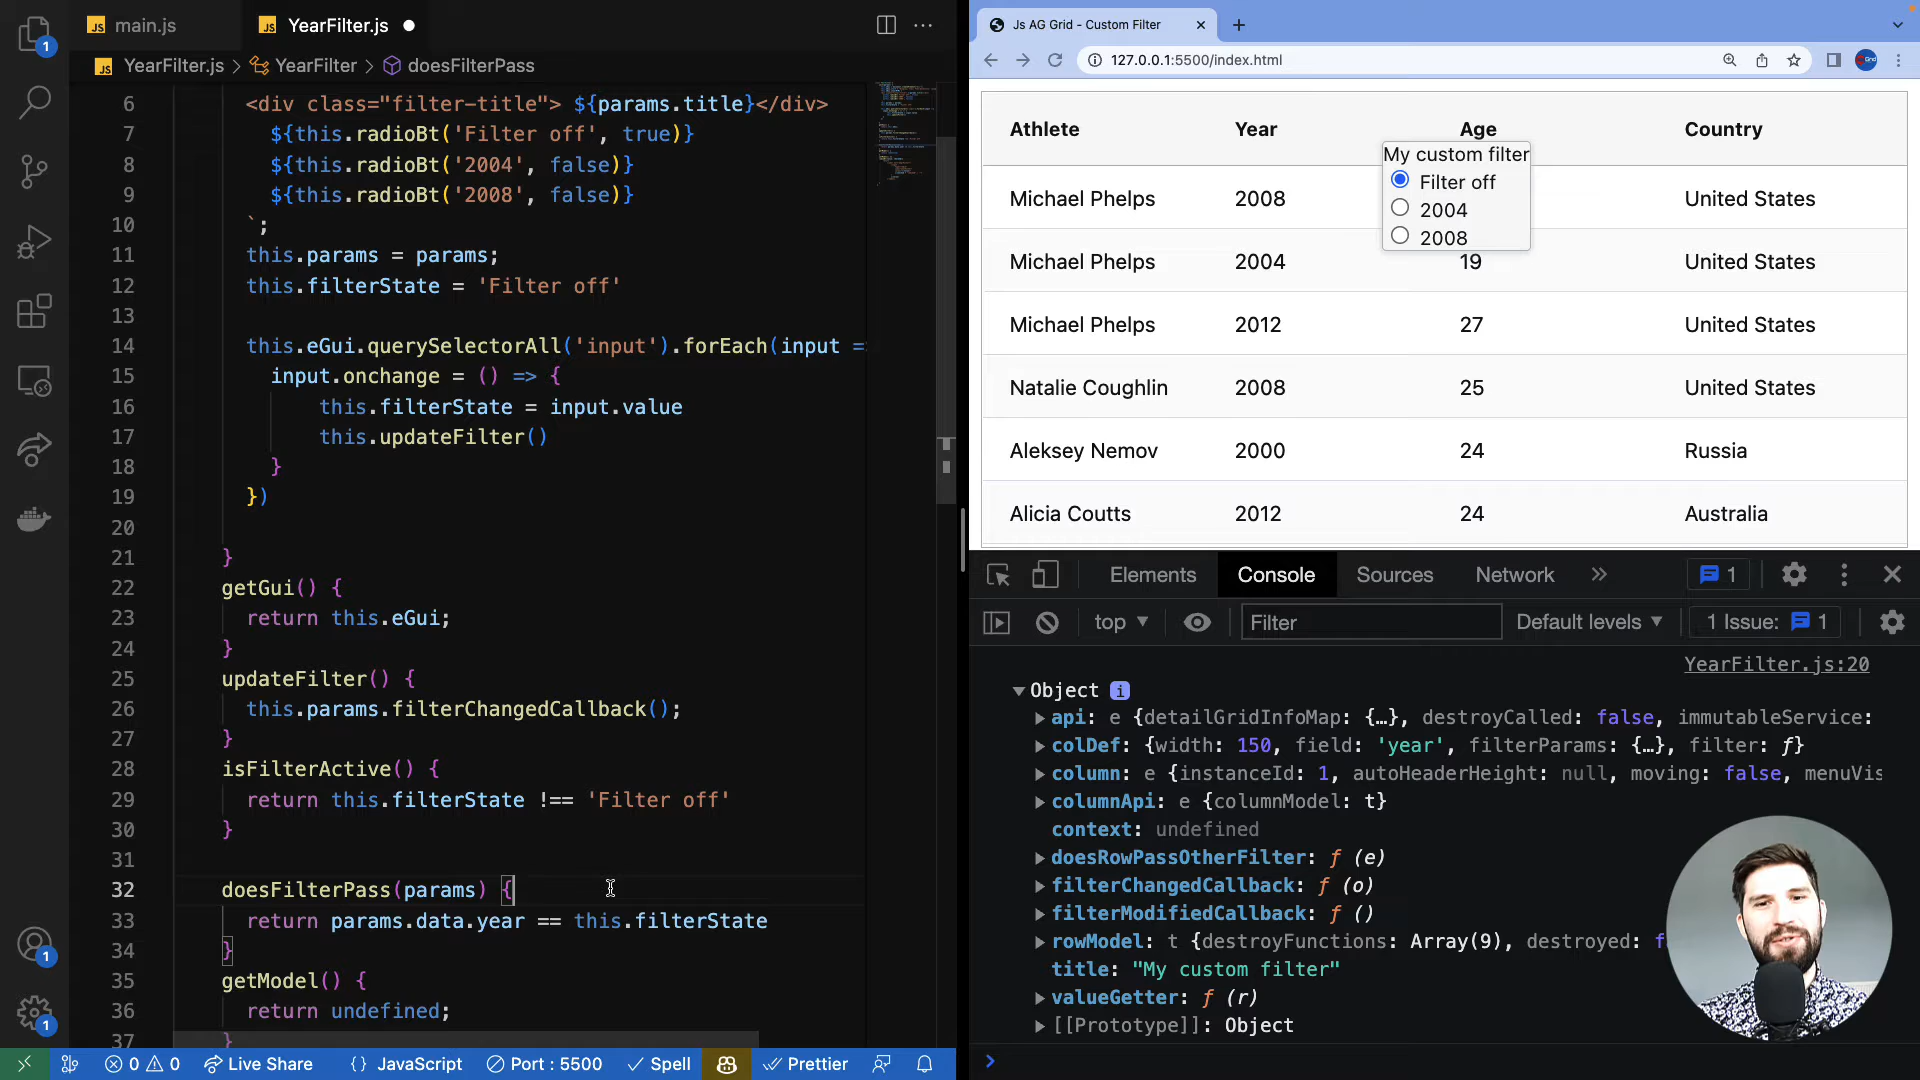 main.js
YearFilter.js
YearFilter.js > YearFilter > doesFilterPass
6 <div class="filter-title"> ${params.title}</div>
7 ${this.radioBt('Filter off', true)}
8 ${this.radioBt('2004', false)}
9 ${this.radioBt('2008', false)}
10 `;
11 this.params = params;
12 this.filterState = 'Filter off'
13
14 this.eGui.querySelectorAll('input').forEach(input =
15 input.onchange = () => {
16 this.filterState = input.value
17 this.updateFilter()
18 }
19 })
20
21 }
22 getGui() {
23 return this.eGui;
24 }
25 updateFilter() {
26 this.params.filterChangedCallback();
27 }
28 isFilterActive() {
29 return this.filterState !== 'Filter off'
30 }
31
32 doesFilterPass(params) {
33 return params.data.year == this.filterState
34 }
35 getModel() {
36 return undefined;
37 }
1
1
1
0 0 Live Share {} JavaScript Port : 5500 Spell Prettier
Js AG Grid - Custom Filter
127.0.0.1:5500/index.html
Athlete Year Age Country
My custom filter
Filter off
2004
2008
Michael Phelps 2008 United States
Michael Phelps 2004 19 United States
Michael Phelps 2012 27 United States
Natalie Coughlin 2008 25 United States
Aleksey Nemov 2000 24 Russia
Alicia Coutts 2012 24 Australia
Elements Console Sources Network » 1
top Filter Default levels 1 Issue: 1
YearFilter.js:20
Object i
api: e {detailGridInfoMap: {…}, destroyCalled: false, immutableService:
colDef: {width: 150, field: 'year', filterParams: {…}, filter: ƒ}
column: e {instanceId: 1, autoHeaderHeight: null, moving: false, menuVis
columnApi: e {columnModel: t}
context: undefined
doesRowPassOtherFilter: ƒ (e)
filterChangedCallback: ƒ (o)
filterModifiedCallback: ƒ ()
rowModel: t {destroyFunctions: Array(9), destroyed: f
title: "My custom filter"
valueGetter: ƒ (r)
[[Prototype]]: Object